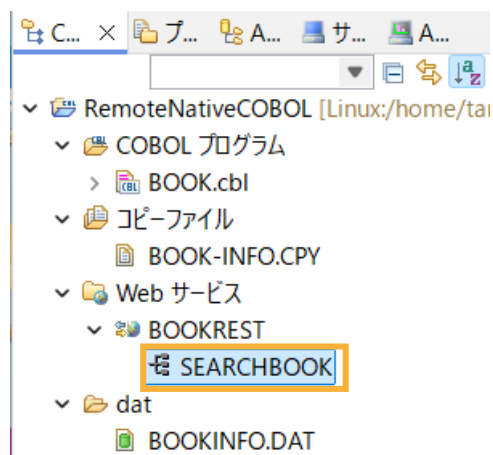 C... プ... A... サ... A...
RemoteNativeCOBOL [Linux:/home/tar
COBOL プログラム
BOOK.cbl
コピーファイル
BOOK-INFO.CPY
Web サービス
BOOKREST
SEARCHBOOK
dat
BOOKINFO.DAT